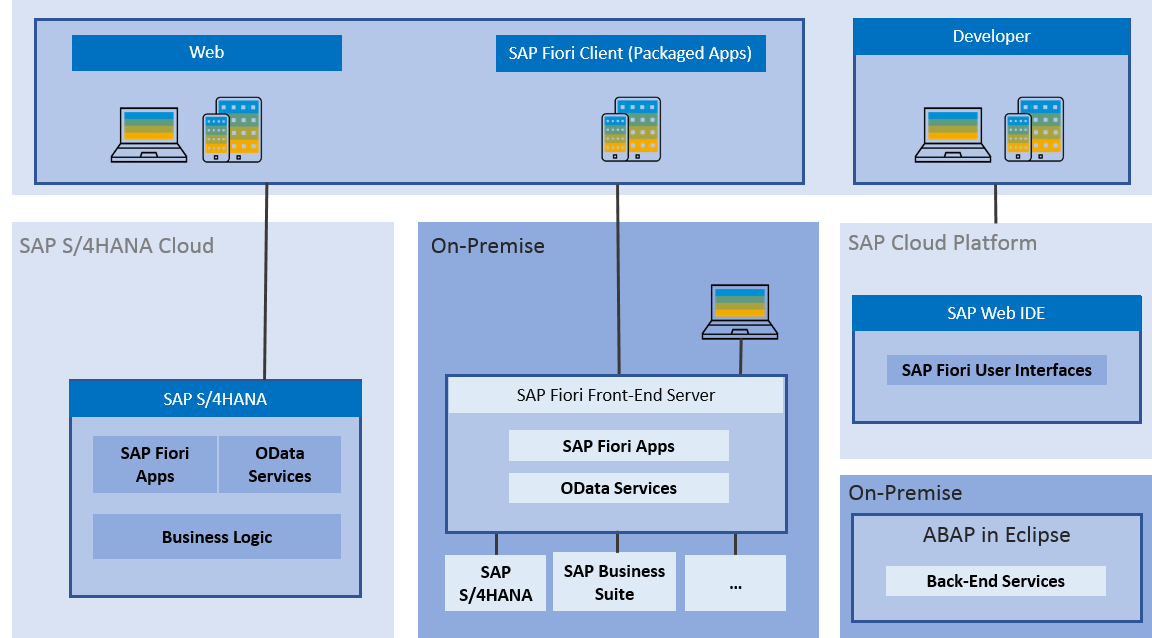 Web
SAP Fiori Client (Packaged Apps)
Developer
SAP S/4HANA Cloud
SAP S/4HANA
SAP Fiori
Apps
OData
Services
Business Logic
On-Premise
SAP Fiori Front-End Server
SAP Fiori Apps
OData Services
SAP
S/4HANA
SAP Business
Suite
...
SAP Cloud Platform
SAP Web IDE
SAP Fiori User Interfaces
On-Premise
ABAP in Eclipse
Back-End Services